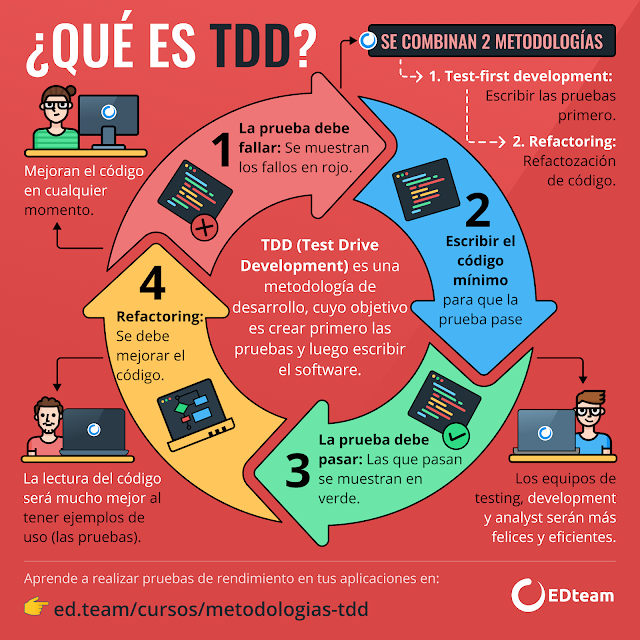 ¿QUÉ ES TDD?
SE COMBINAN 2 METODOLOGÍAS
1. Test-first development:
Escribir las pruebas
primero.
2. Refactoring:
Refactozación
de código.
Mejoran el código
en cualquier
momento.
1
La prueba debe
fallar: Se muestran
los fallos en rojo.
2
Escribir el
código
mínimo
para que la
prueba pase
TDD (Test Drive
Development) es una
metodología de
desarrollo, cuyo objetivo
es crear primero las
pruebas y luego escribir
el software.
4
Refactoring:
Se debe
mejorar el
código.
3
La prueba debe
pasar: Las que pasan
se muestran en
verde.
La lectura del código
será mucho mejor al
tener ejemplos de
uso (las pruebas).
Los equipos de
testing, development
y analyst serán más
felices y eficientes.
Aprende a realizar pruebas de rendimiento en tus aplicaciones en:
👉 ed.team/cursos/metodologias-tdd
EDteam